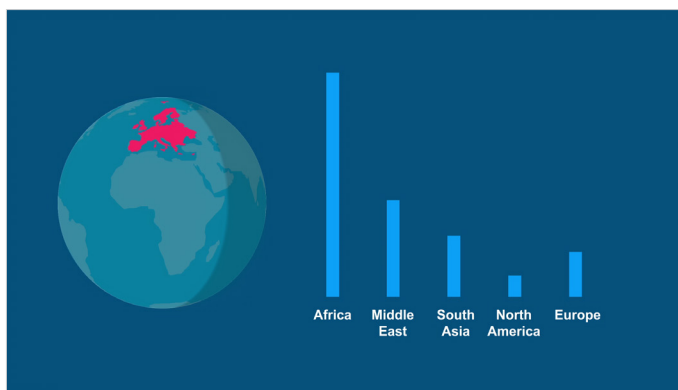 Africa
Middle
East
South
Asia
North
America
Europe